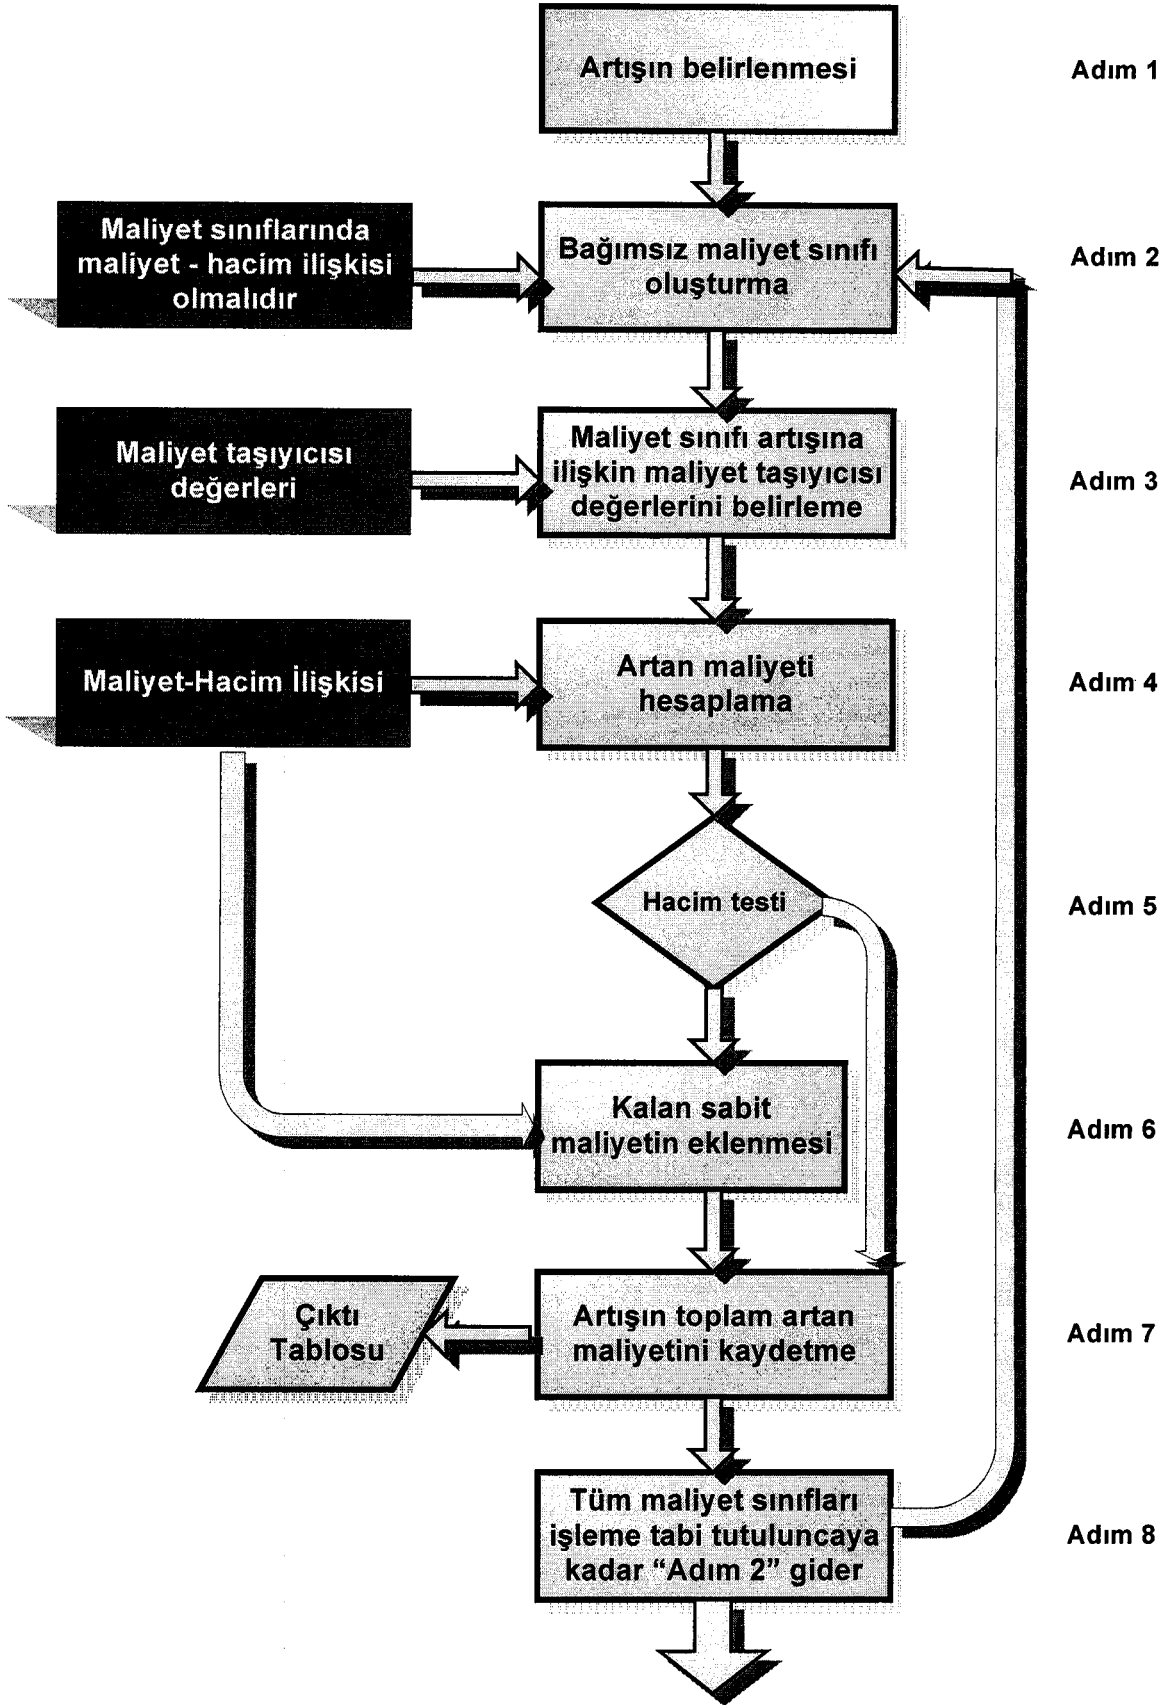 Artışın belirlenmesi
Adım 1
Maliyet sınıflarında
maliyet - hacim ilişkisi
olmalıdır
Bağımsız maliyet sınıfı
oluşturma
Adım 2
Maliyet taşıyıcısı
değerleri
Maliyet sınıfı artışına
ilişkin maliyet taşıyıcısı
değerlerini belirleme
Adım 3
Maliyet-Hacim İlişkisi
Artan maliyeti
hesaplama
Adım 4
Hacim testi
Adım 5
Kalan sabit
maliyetin eklenmesi
Adım 6
Çıktı
Tablosu
Artışın toplam artan
maliyetini kaydetme
Adım 7
Tüm maliyet sınıfları
işleme tabi tutuluncaya
kadar “Adım 2” gider
Adım 8